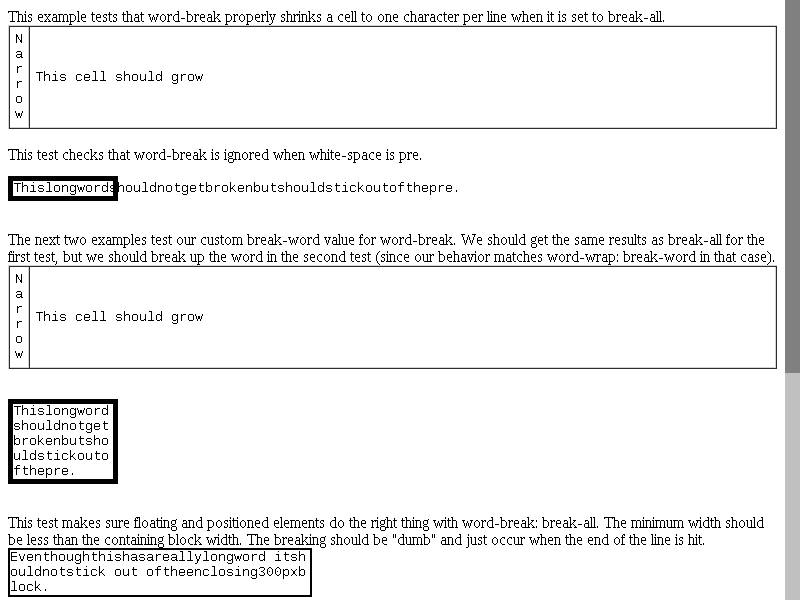 This example tests that word-break properly shrinks a cell to one character per line when it is set to break-all.
N
a
r
r
o
w
This cell should grow
This test checks that word-break is ignored when white-space is pre.
Thislongwordshouldnotgetbrokenbutshouldstickoutofthepre.
The next two examples test our custom break-word value for word-break. We should get the same results as break-all for the
first test, but we should break up the word in the second test (since our behavior matches word-wrap: break-word in that case).
N
a
r
r
o
w
This cell should grow
Thislongword
shouldnotget
brokenbutsho
uldstickouto
fthepre.
This test makes sure floating and positioned elements do the right thing with word-break: break-all. The minimum width should
be less than the containing block width. The breaking should be "dumb" and just occur when the end of the line is hit.
Eventhoughthishasareallylongword itsh
ouldnotstick out oftheenclosing300pxb
lock.